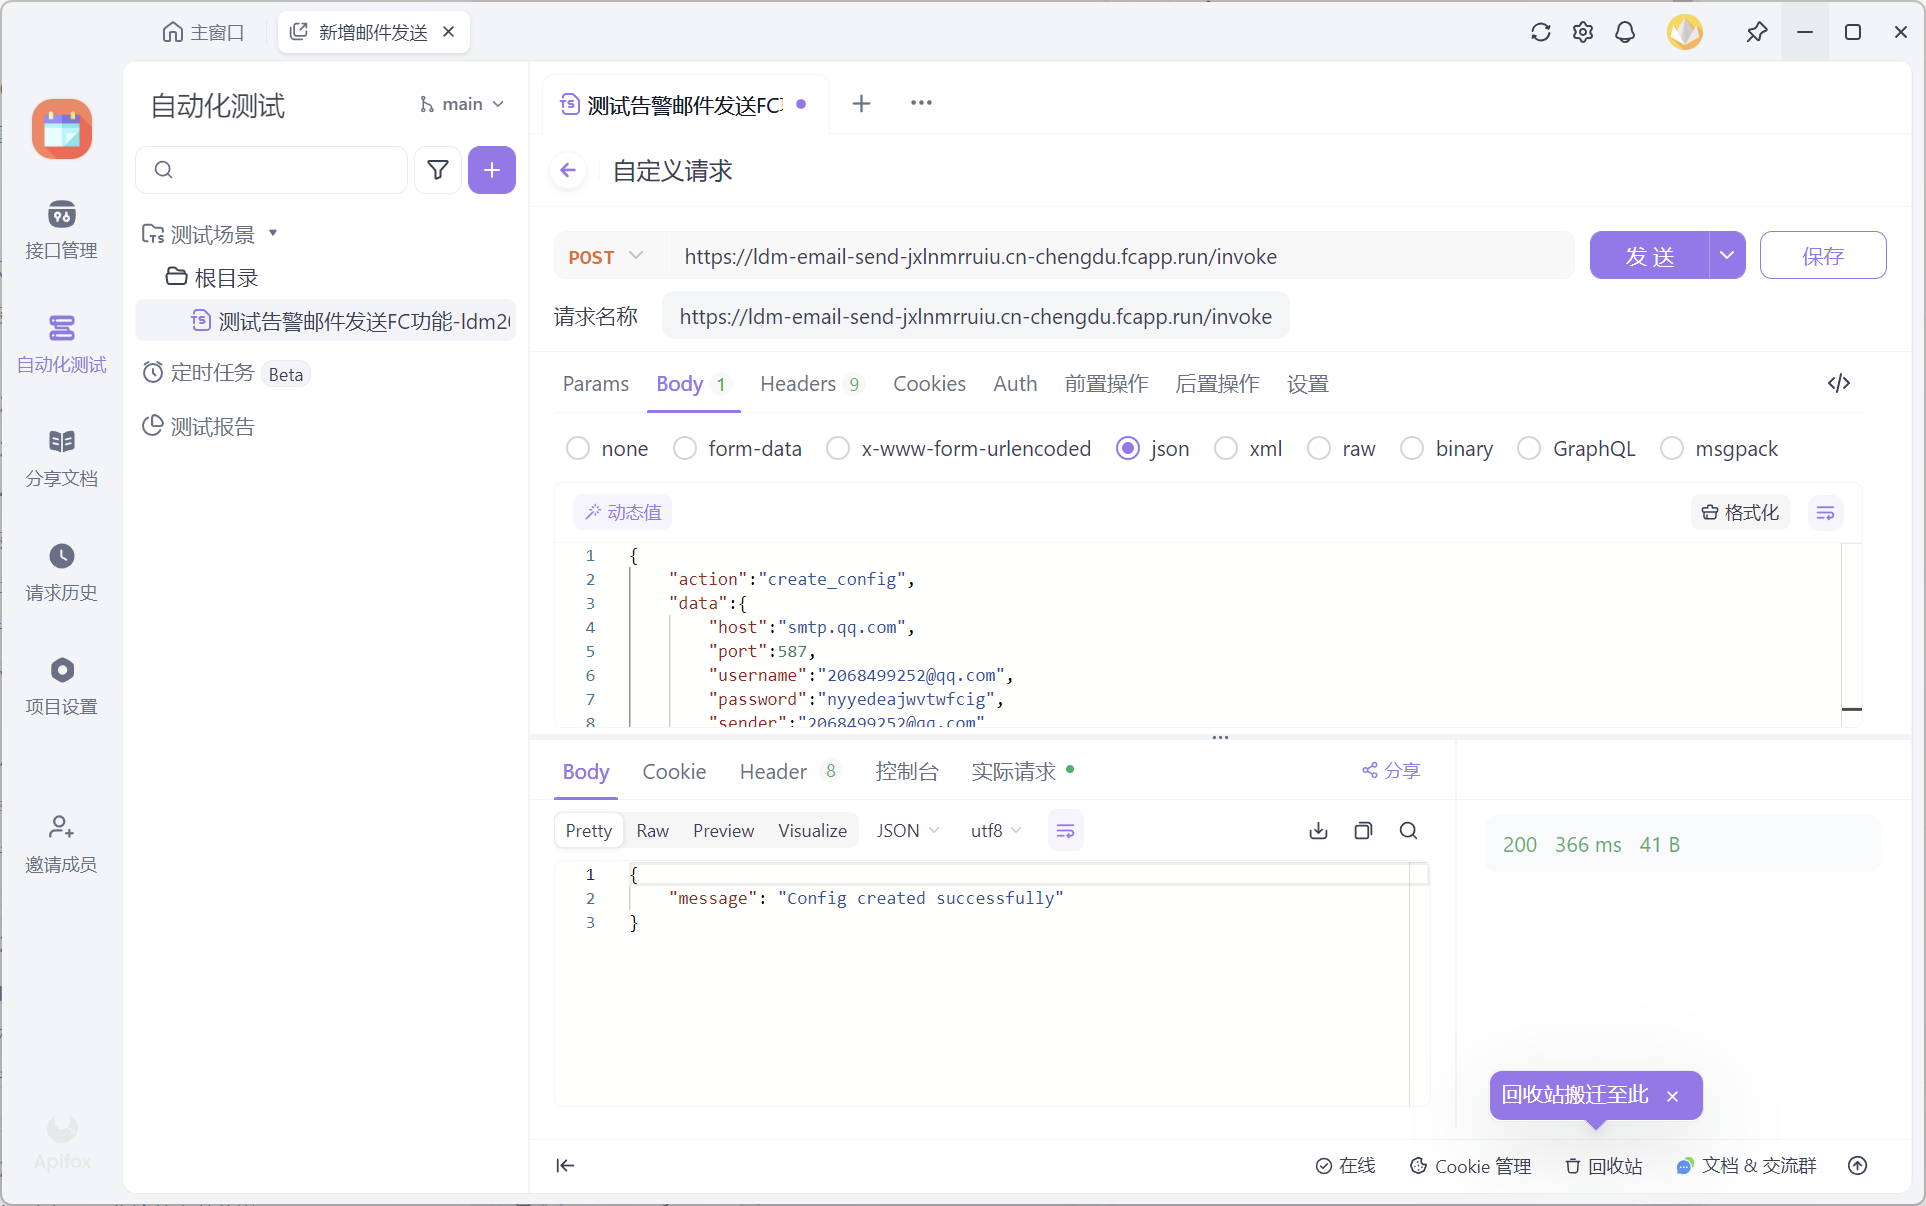 主窗口
新增邮件发送
自动化测试
main
测试告警邮件发送FC功
自定义请求
接口管理
自动化测试
分享文档
请求历史
项目设置
邀请成员
Apifox
测试场景
根目录
测试告警邮件发送FC功能-ldm20
定时任务 Beta
测试报告
POST https://ldm-email-send-jxlnmrruiu.cn-chengdu.fcapp.run/invoke 发送 保存
请求名称 https://ldm-email-send-jxlnmrruiu.cn-chengdu.fcapp.run/invoke
Params Body 1 Headers 9 Cookies Auth 前置操作 后置操作 设置
none form-data x-www-form-urlencoded json xml raw binary GraphQL msgpack
动态值 格式化
1 {
2 "action":"create_config",
3 "data":{
4 "host":"smtp.qq.com",
5 "port":587,
6 "username":"2068499252@qq.com",
7 "password":"nyyedeajwvtwfcig",
8 "sender":"2068499252@qq.com"
Body Cookie Header 8 控制台 实际请求 分享
Pretty Raw Preview Visualize JSON utf8
200 366 ms 41 B
1 {
2 "message": "Config created successfully"
3 }
回收站搬迁至此
在线 Cookie 管理 回收站 文档 & 交流群